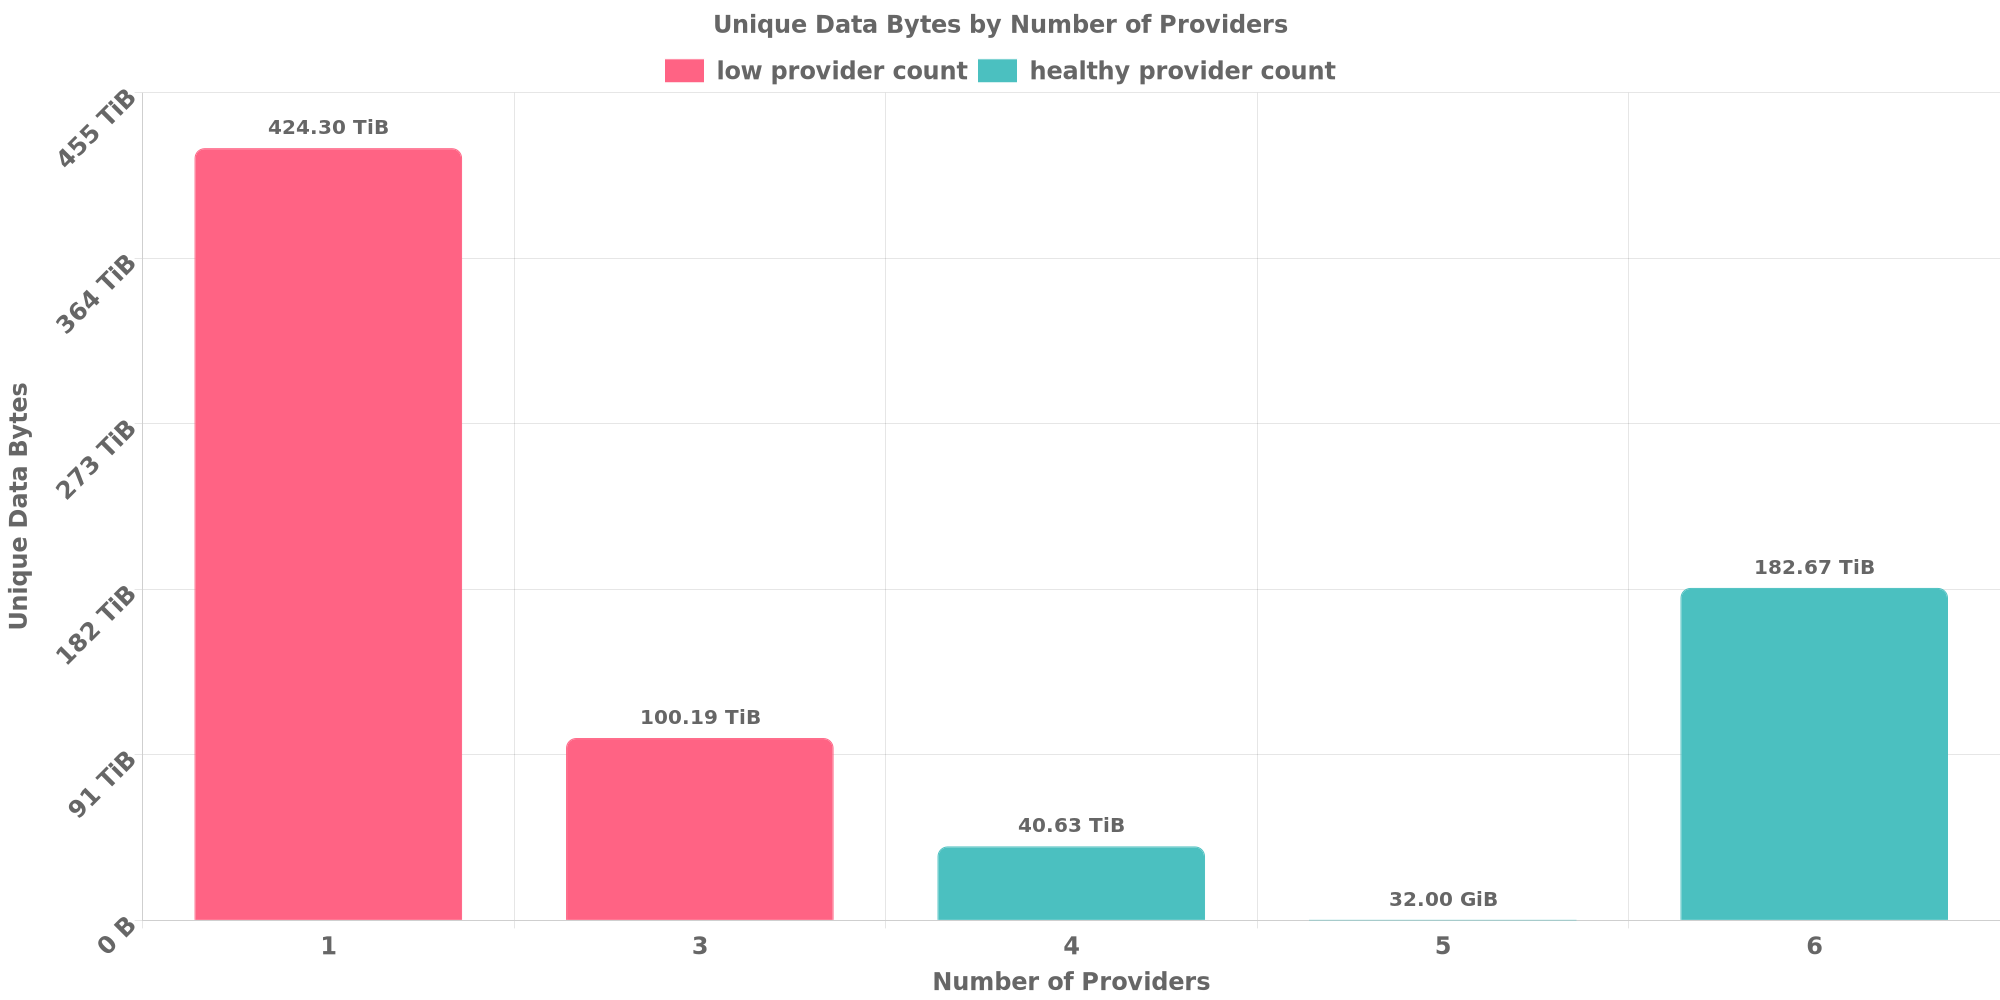 Unique Data Bytes by Number of Providers
low provider count healthy provider count
455 TiB
364 TiB
273 TiB
182 TiB
91 TiB
0 B
Unique Data Bytes
424.30 TiB
100.19 TiB
40.63 TiB
32.00 GiB
182.67 TiB
1 3 4 5 6
Number of Providers